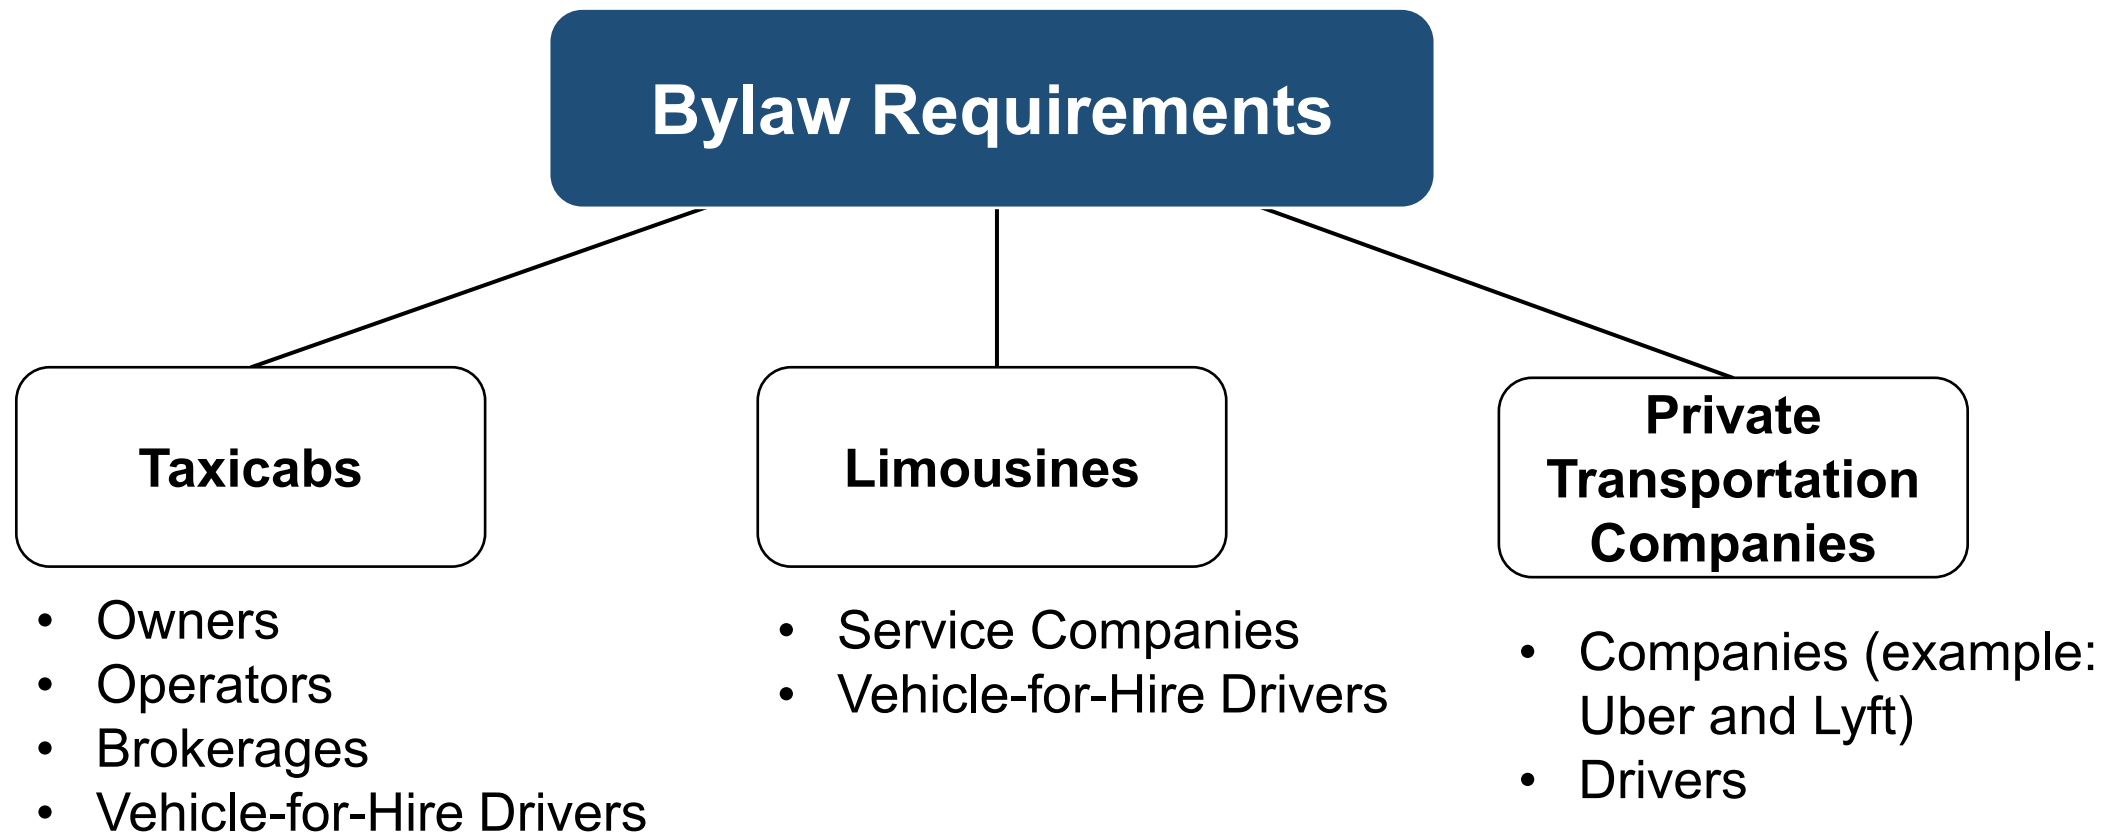 Bylaw Requirements
Taxicabs
• Owners
• Operators
• Brokerages
• Vehicle-for-Hire Drivers
Limousines
• Service Companies
• Vehicle-for-Hire Drivers
Private
Transportation
Companies
• Companies (example:
Uber and Lyft)
• Drivers